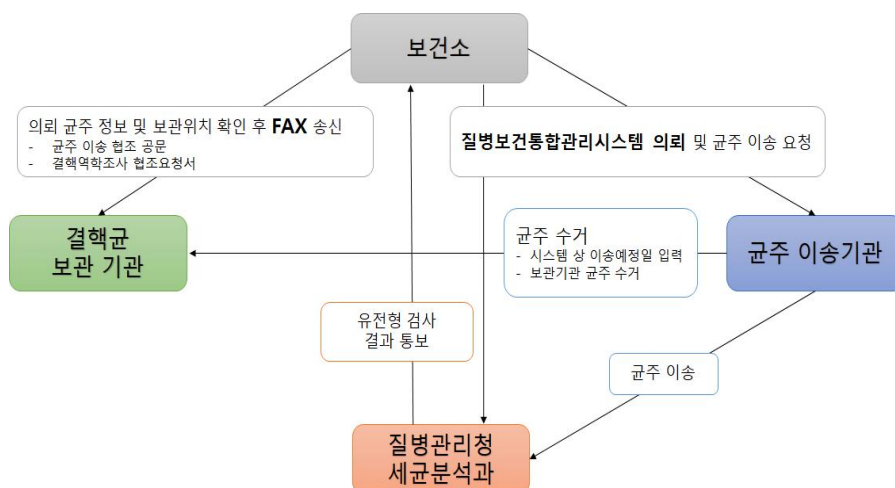 보건소
의뢰 균주 정보 및 보관위치 확인 후 FAX 송신
- 균주 이송 협조 공문
- 결핵역학조사 협조요청서
질병보건통합관리시스템 의뢰 및 균주 이송 요청
결핵균
보관 기관
균주 수거
- 시스템 상 이송예정일 입력
- 보관기관 균주 수거
균주 이송기관
유전형 검사
결과 통보
균주 이송
질병관리청
세균분석과